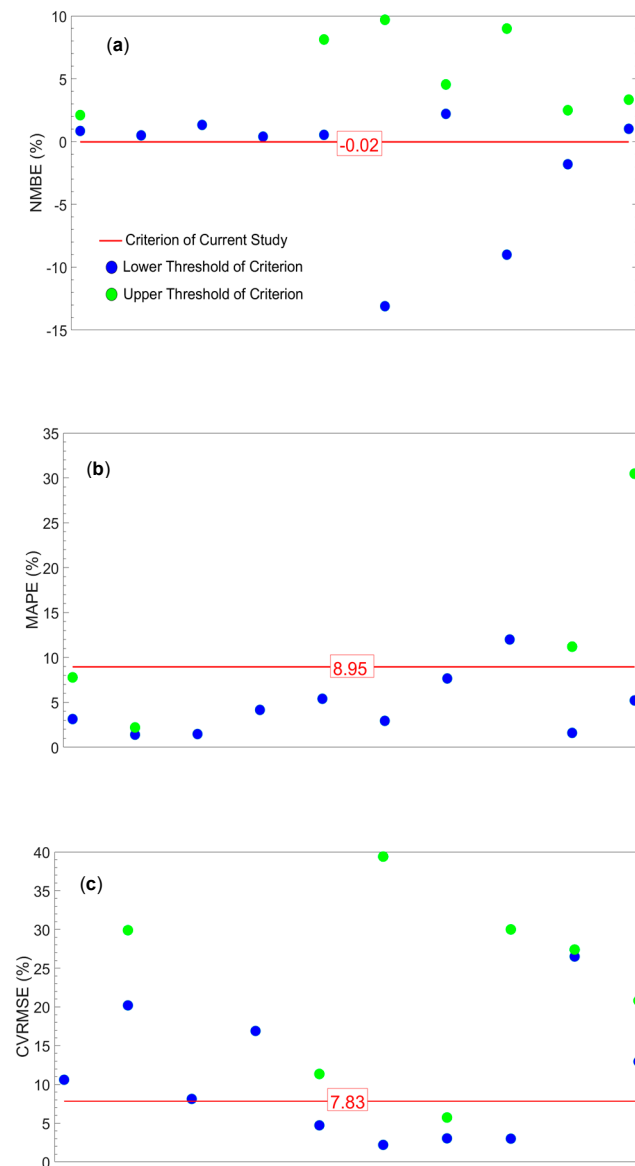 10
(a)
5
0
-0.02
NMBE (%)
-5
Criterion of Current Study
Lower Threshold of Criterion
-10
Upper Threshold of Criterion
-15
35
(b)
30
25
20
MAPE (%)
15
10
8.95
5
0
40
(c)
35
30
25
CVRMSE (%)
20
15
10
7.83
5
0